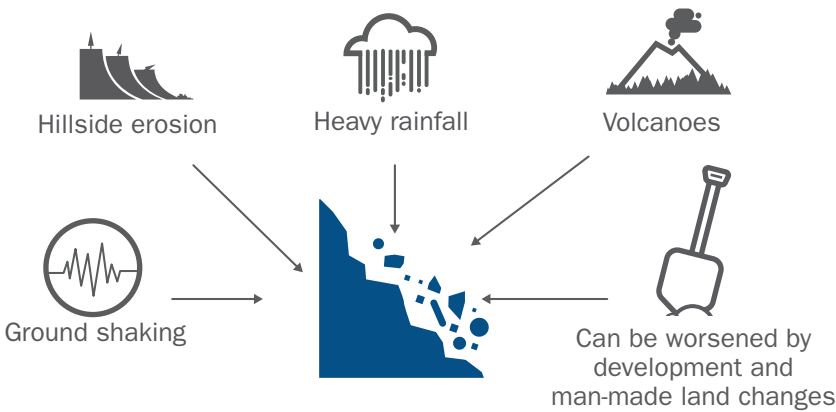 Hillside erosion
Heavy rainfall
Volcanoes
Ground shaking
Can be worsened by
development and
man-made land changes